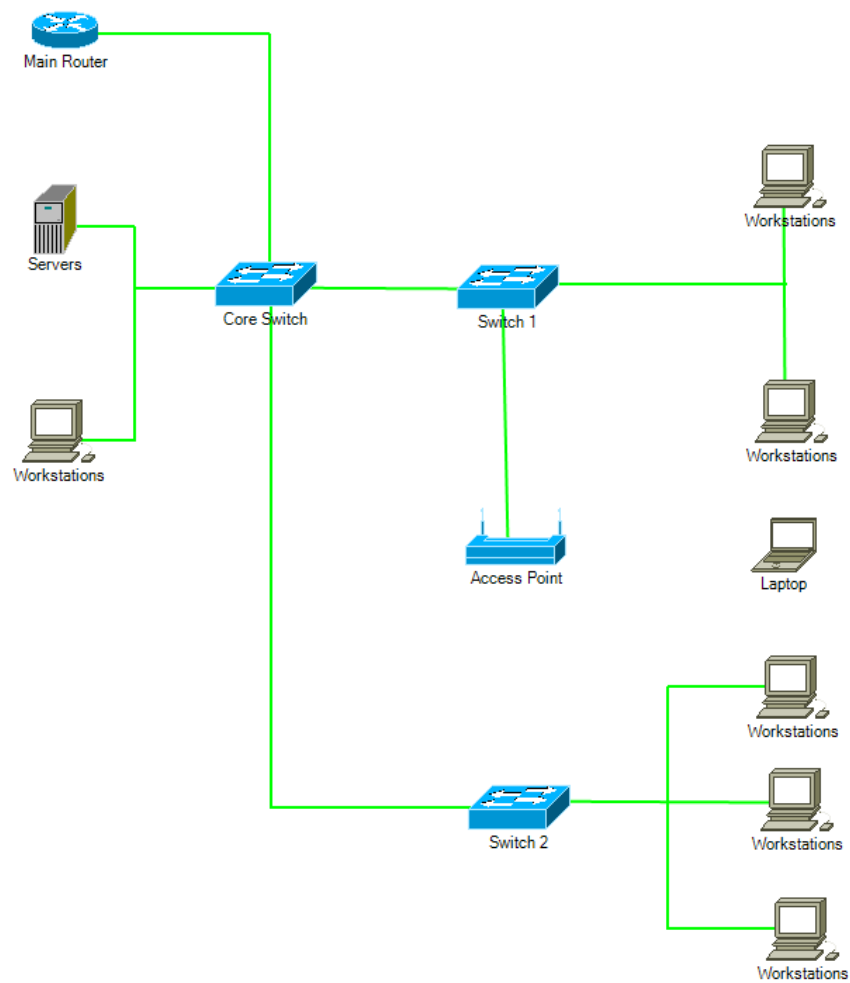 Main Router
Workstations
Servers
Core Switch
Switch 1
Workstations
Workstations
Access Point
Laptop
Workstations
Switch 2
Workstations
Workstations